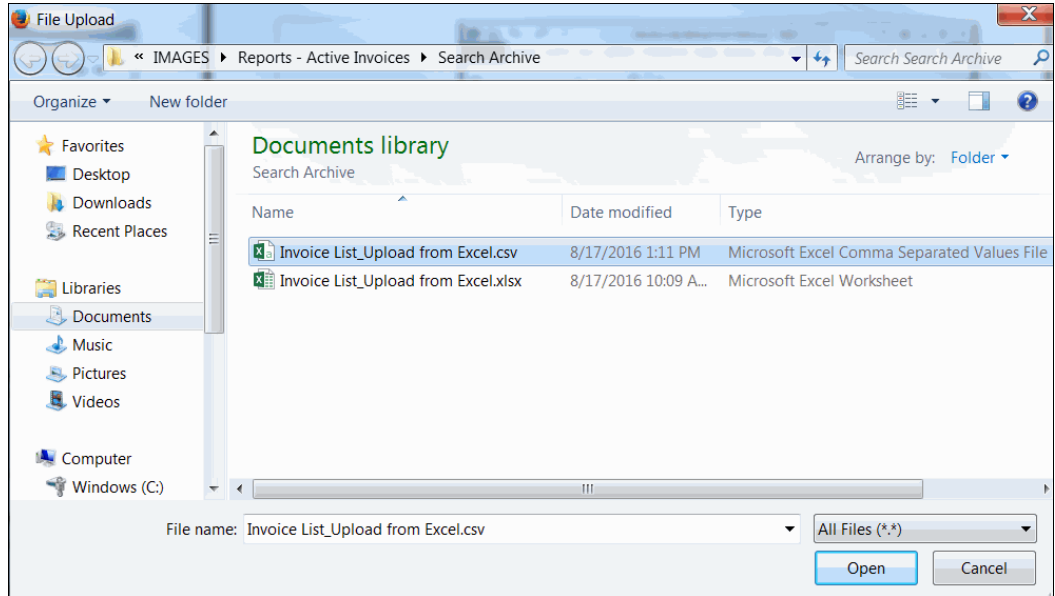 File Upload
X
« IMAGES Reports - Active Invoices Search Archive Search Search Archive
Organize New folder ?
Favorites
Desktop
Downloads
Recent Places
Libraries
Documents
Music
Pictures
Videos
Computer
Windows (C:)
Documents library
Search Archive
Arrange by: Folder
Name Date modified Type
Invoice List_Upload from Excel.csv 8/17/2016 1:11 PM Microsoft Excel Comma Separated Values File
Invoice List_Upload from Excel.xlsx 8/17/2016 10:09 A... Microsoft Excel Worksheet
File name: Invoice List_Upload from Excel.csv All Files (*.*)
Open Cancel